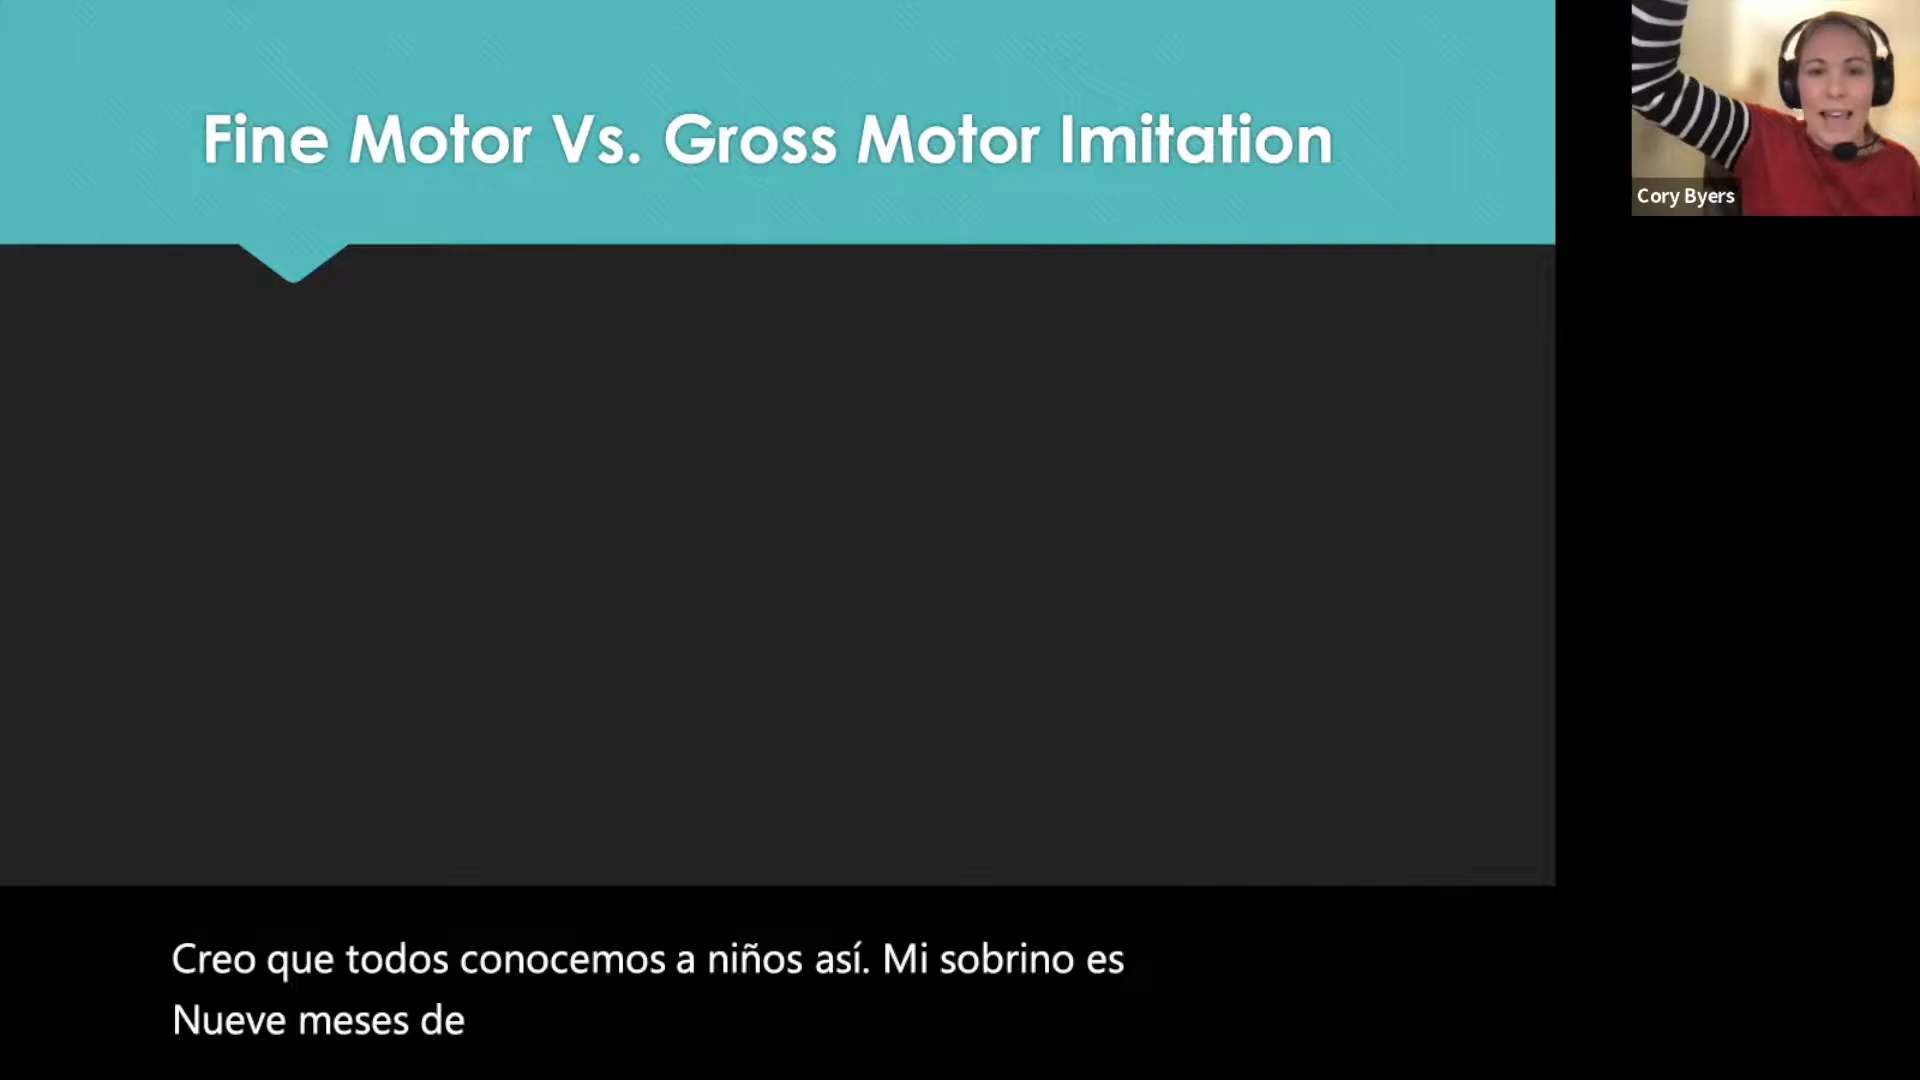 Fine Motor Vs. Gross Motor Imitation
Cory Byers
Creo que todos conocemos a niños así. Mi sobrino es
Nueve meses de